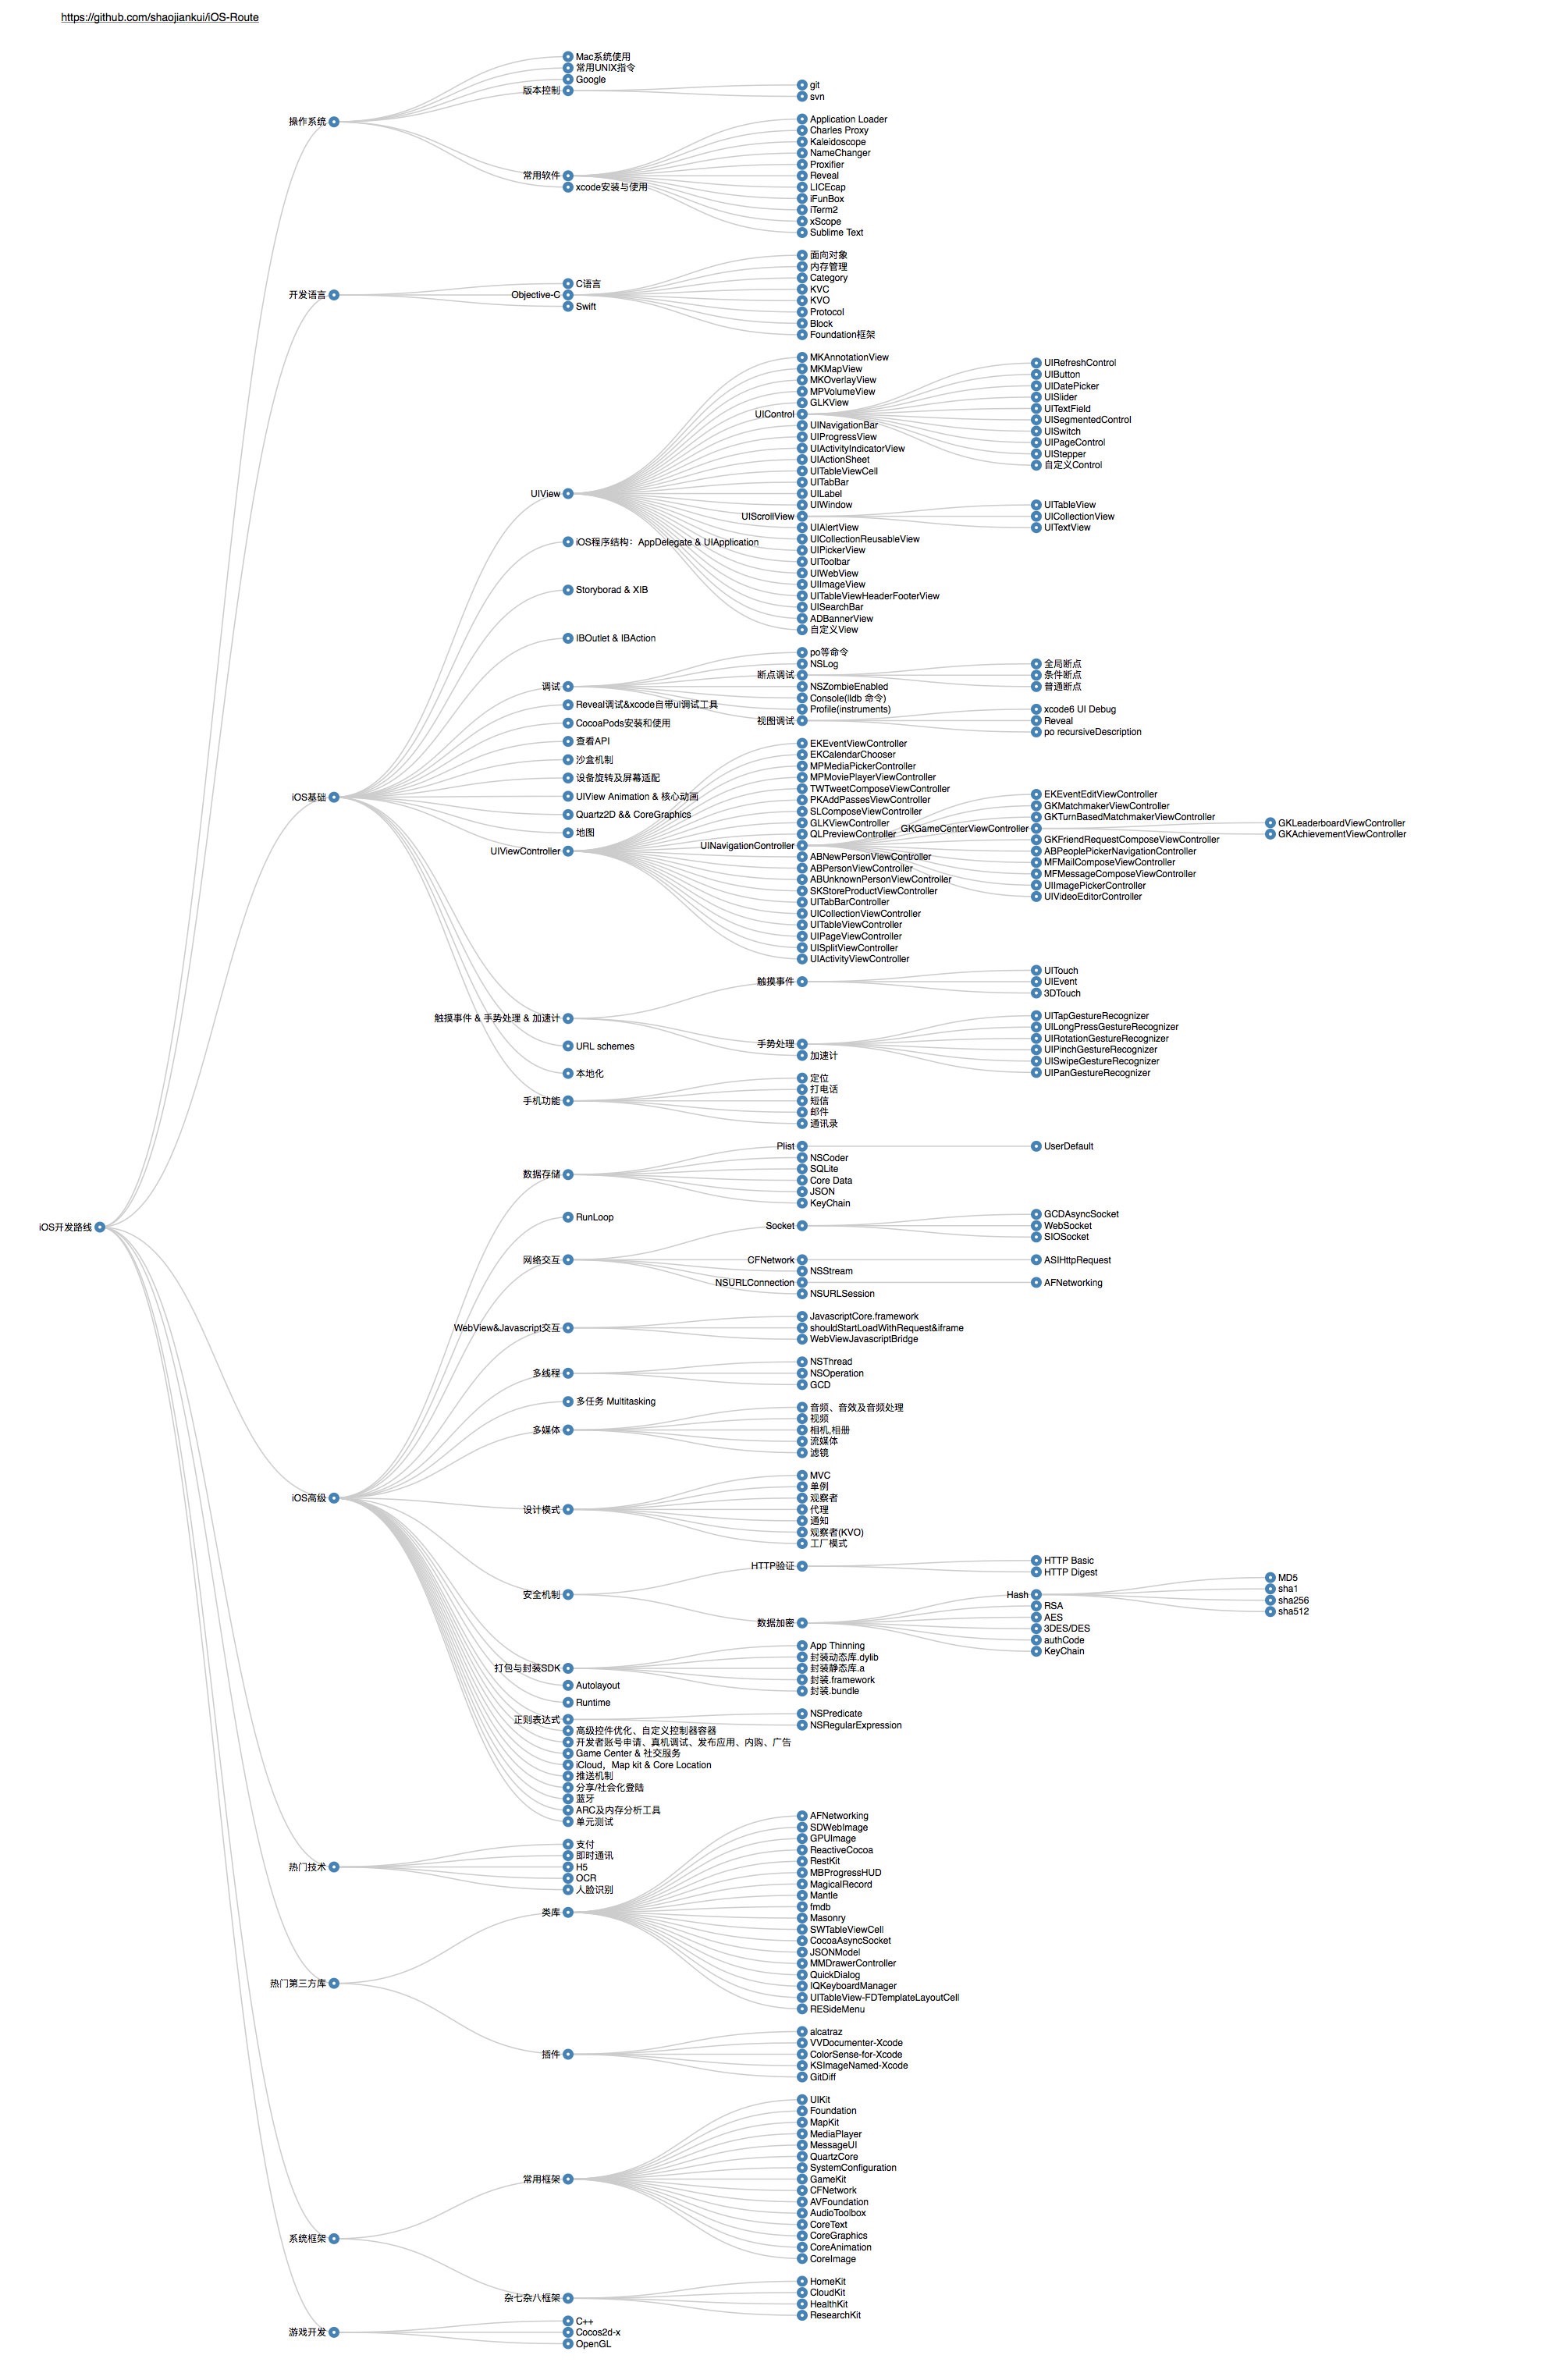 https://github.com/shaojiankui/iOS-Route
iOS开发路线
操作系统
Mac系统使用
常用UNIX指令
Google
版本控制
git
svn
常用软件
Application Loader
Charles Proxy
Kaleidoscope
NameChanger
Proxifier
Reveal
LICEcap
iFunBox
iTerm2
xScope
Sublime Text
xcode安装与使用
开发语言
C语言
Objective-C
面向对象
内存管理
Category
KVC
KVO
Protocol
Block
Foundation框架
Swift
iOS基础
UIView
MKAnnotationView
MKMapView
MKOverlayView
MPVolumeView
GLKView
UIControl
UIRefreshControl
UIButton
UIDatePicker
UISlider
UITextField
UISegmentedControl
UISwitch
UIPageControl
UIStepper
自定义Control
UINavigationBar
UIProgressView
UIActivityIndicatorView
UIActionSheet
UITableViewCell
UITabBar
UILabel
UIWindow
UIScrollView
UITableView
UICollectionView
UITextView
UIAlertView
UICollectionReusableView
UIPickerView
UIToolbar
UIWebView
UIImageView
UITableViewHeaderFooterView
UISearchBar
ADBannerView
自定义View
iOS程序结构：AppDelegate & UIApplication
Storyborad & XIB
IBOutlet & IBAction
调试
po等命令
NSLog
断点调试
全局断点
条件断点
普通断点
NSZombieEnabled
Console(lldb 命令)
Profile(instruments)
视图调试
xcode6 UI Debug
Reveal
po recursiveDescription
Reveal调试&xcode自带ui调试工具
CocoaPods安装和使用
查看API
沙盒机制
设备旋转及屏幕适配
UIView Animation & 核心动画
Quartz2D && CoreGraphics
地图
UIViewController
EKEventViewController
EKCalendarChooser
MPMediaPickerController
MPMoviePlayerViewController
TWTweetComposeViewController
PKAddPassesViewController
SLComposeViewController
GLKViewController
QLPreviewController
UINavigationController
EKEventEditViewController
GKMatchmakerViewController
GKTurnBasedMatchmakerViewController
GKGameCenterViewController
GKLeaderboardViewController
GKAchievementViewController
GKFriendRequestComposeViewController
ABPeoplePickerNavigationController
MFMailComposeViewController
MFMessageComposeViewController
UIImagePickerController
UIVideoEditorController
ABNewPersonViewController
ABPersonViewController
ABUnknownPersonViewController
SKStoreProductViewController
UITabBarController
UICollectionViewController
UITableViewController
UIPageViewController
UISplitViewController
UIActivityViewController
触摸事件 & 手势处理 & 加速计
触摸事件
UITouch
UIEvent
3DTouch
手势处理
UITapGestureRecognizer
UILongPressGestureRecognizer
UIRotationGestureRecognizer
UIPinchGestureRecognizer
UISwipeGestureRecognizer
UIPanGestureRecognizer
加速计
URL schemes
本地化
手机功能
定位
打电话
短信
邮件
通讯录
iOS高级
数据存储
Plist
UserDefault
NSCoder
SQLite
Core Data
JSON
KeyChain
RunLoop
网络交互
Socket
GCDAsyncSocket
WebSocket
SIOSocket
CFNetwork
ASIHttpRequest
NSStream
NSURLConnection
AFNetworking
NSURLSession
WebView&Javascript交互
JavascriptCore.framework
shouldStartLoadWithRequest&iframe
WebViewJavascriptBridge
多线程
NSThread
NSOperation
GCD
多任务 Multitasking
多媒体
音频、音效及音频处理
视频
相机,相册
流媒体
滤镜
设计模式
MVC
单例
观察者
代理
通知
观察者(KVO)
工厂模式
安全机制
HTTP验证
HTTP Basic
HTTP Digest
数据加密
Hash
MD5
sha1
sha256
sha512
RSA
AES
3DES/DES
authCode
KeyChain
打包与封装SDK
App Thinning
封装动态库.dylib
封装静态库.a
封装.framework
封装.bundle
Autolayout
Runtime
正则表达式
NSPredicate
NSRegularExpression
高级控件优化、自定义控制器容器
开发者账号申请、真机调试、发布应用、内购、广告
Game Center & 社交服务
iCloud，Map kit & Core Location
推送机制
分享/社会化登陆
蓝牙
ARC及内存分析工具
单元测试
热门技术
支付
即时通讯
H5
OCR
人脸识别
热门第三方库
类库
AFNetworking
SDWebImage
GPUImage
ReactiveCocoa
RestKit
MBProgressHUD
MagicalRecord
Mantle
fmdb
Masonry
SWTableViewCell
CocoaAsyncSocket
JSONModel
MMDrawerController
QuickDialog
IQKeyboardManager
UITableView-FDTemplateLayoutCell
RESideMenu
插件
alcatraz
VVDocumenter-Xcode
ColorSense-for-Xcode
KSImageNamed-Xcode
GitDiff
系统框架
常用框架
UIKit
Foundation
MapKit
MediaPlayer
MessageUI
QuartzCore
SystemConfiguration
GameKit
CFNetwork
AVFoundation
AudioToolbox
CoreText
CoreGraphics
CoreAnimation
CoreImage
杂七杂八框架
HomeKit
CloudKit
HealthKit
ResearchKit
游戏开发
C++
Cocos2d-x
OpenGL